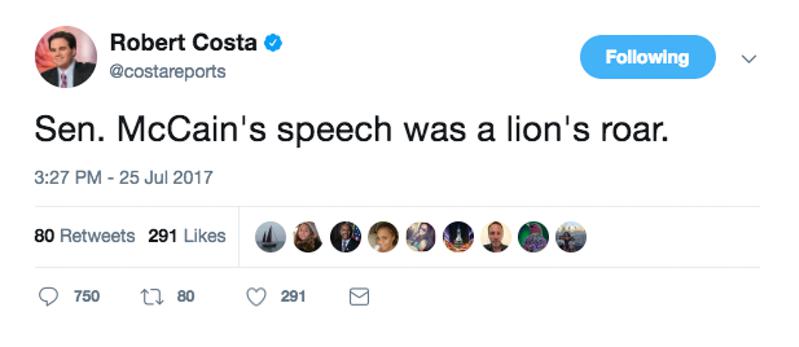 Robert Costa
@costareports
Following
Sen. McCain's speech was a lion's roar.
3:27 PM - 25 Jul 2017
80 Retweets 291 Likes
750 80 291